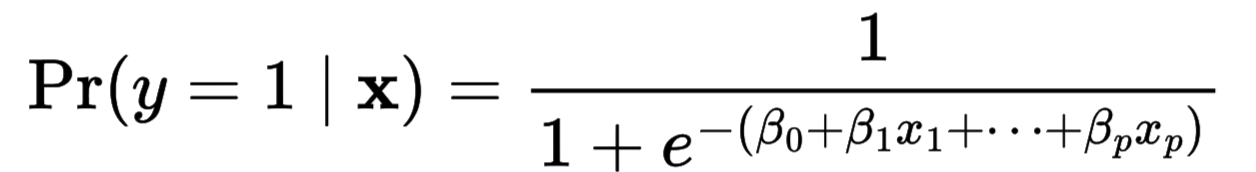 Pr(y = 1 | x) = 1 / (1 + e^{−(β₀+β₁x₁+⋯+βₚxₚ)})